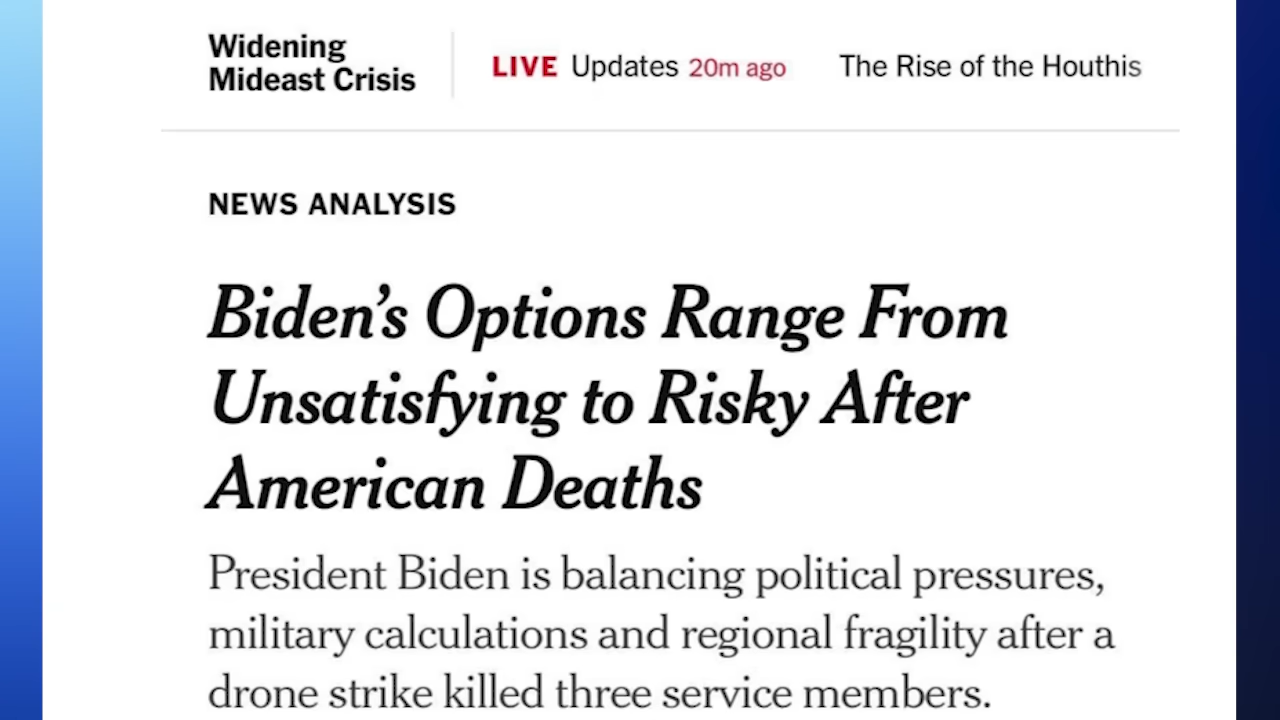 Widening
Mideast Crisis
LIVE Updates 20m ago
The Rise of the Houthis
NEWS ANALYSIS
Biden’s Options Range From
Unsatisfying to Risky After
American Deaths
President Biden is balancing political pressures,
military calculations and regional fragility after a
drone strike killed three service members.